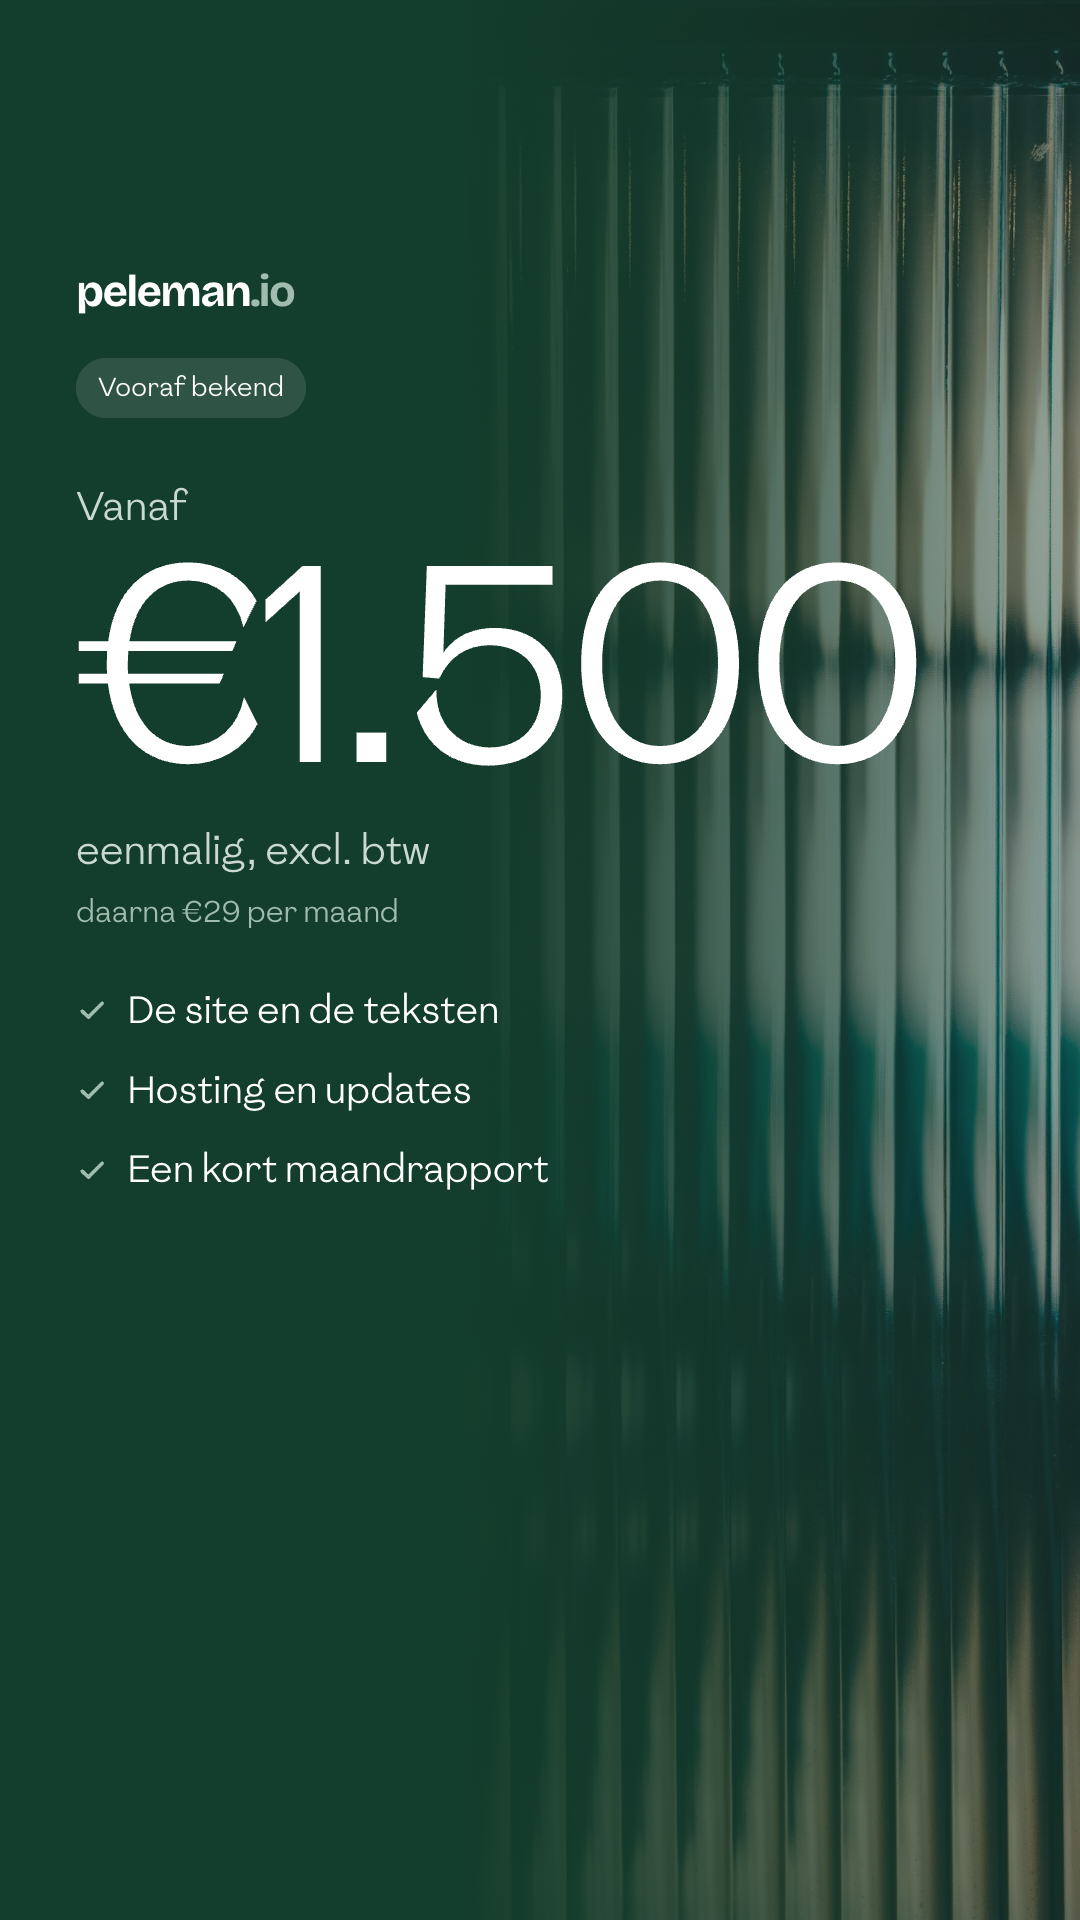 peleman.io
Vooraf bekend
Vanaf
€1.500
eenmalig, excl. btw
daarna €29 per maand
De site en de teksten
Hosting en updates
Een kort maandrapport